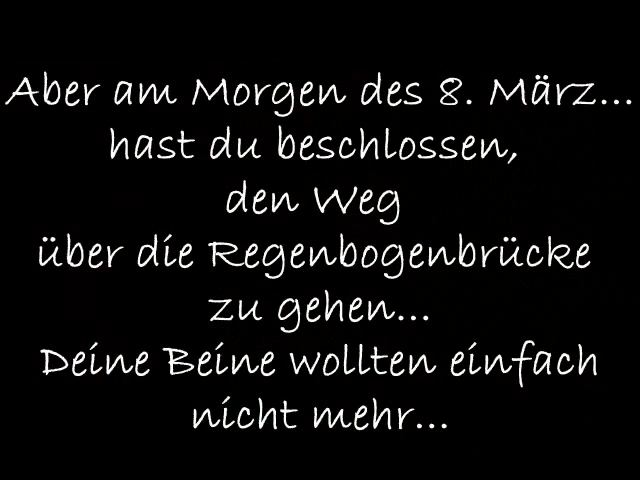 Aber am Morgen des 8. März...
hast du beschlossen,
den Weg
über die Regenbogenbrücke
zu gehen...
Deine Beine wollten einfach
nicht mehr...